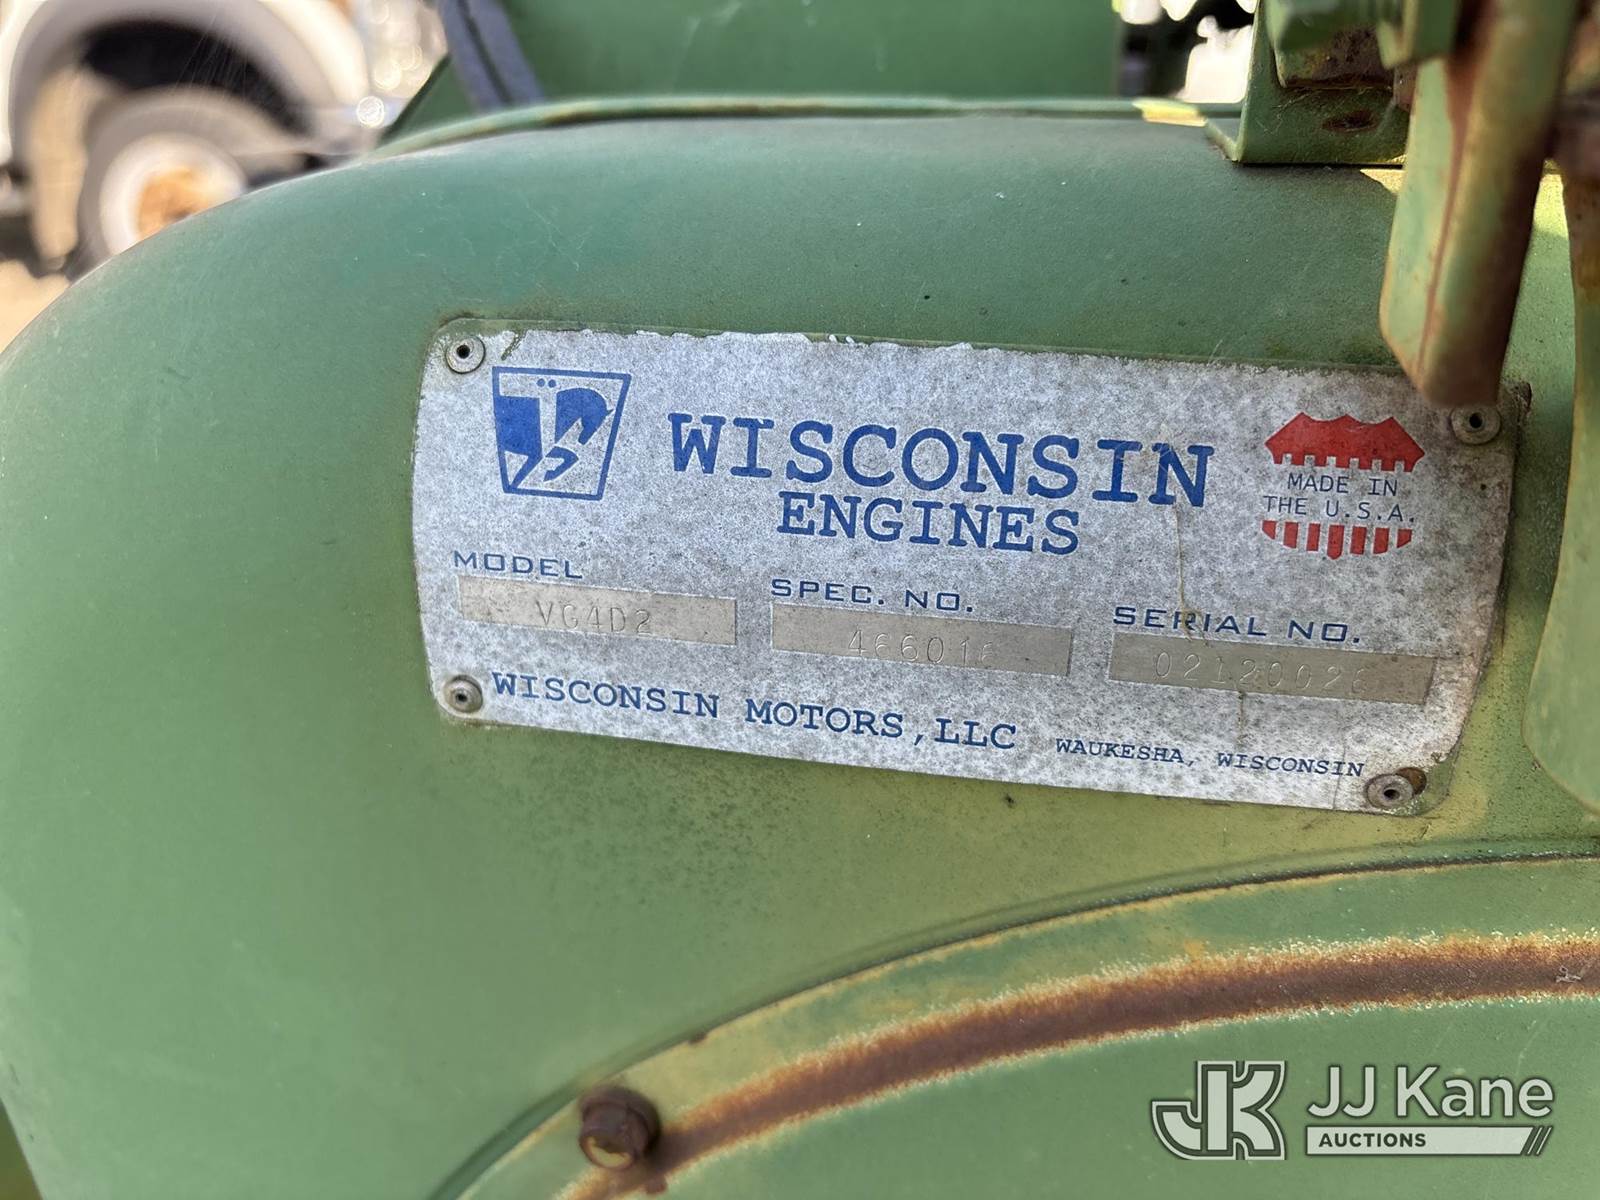 WISCONSIN
ENGINES
MADE IN
THE U.S.A.
MODEL
VG4D2
SPEC. NO.
466016
SERIAL NO.
WISCONSIN MOTORS, LLC WAUKESHA, WISCONSIN
JK JJ Kane
AUCTIONS